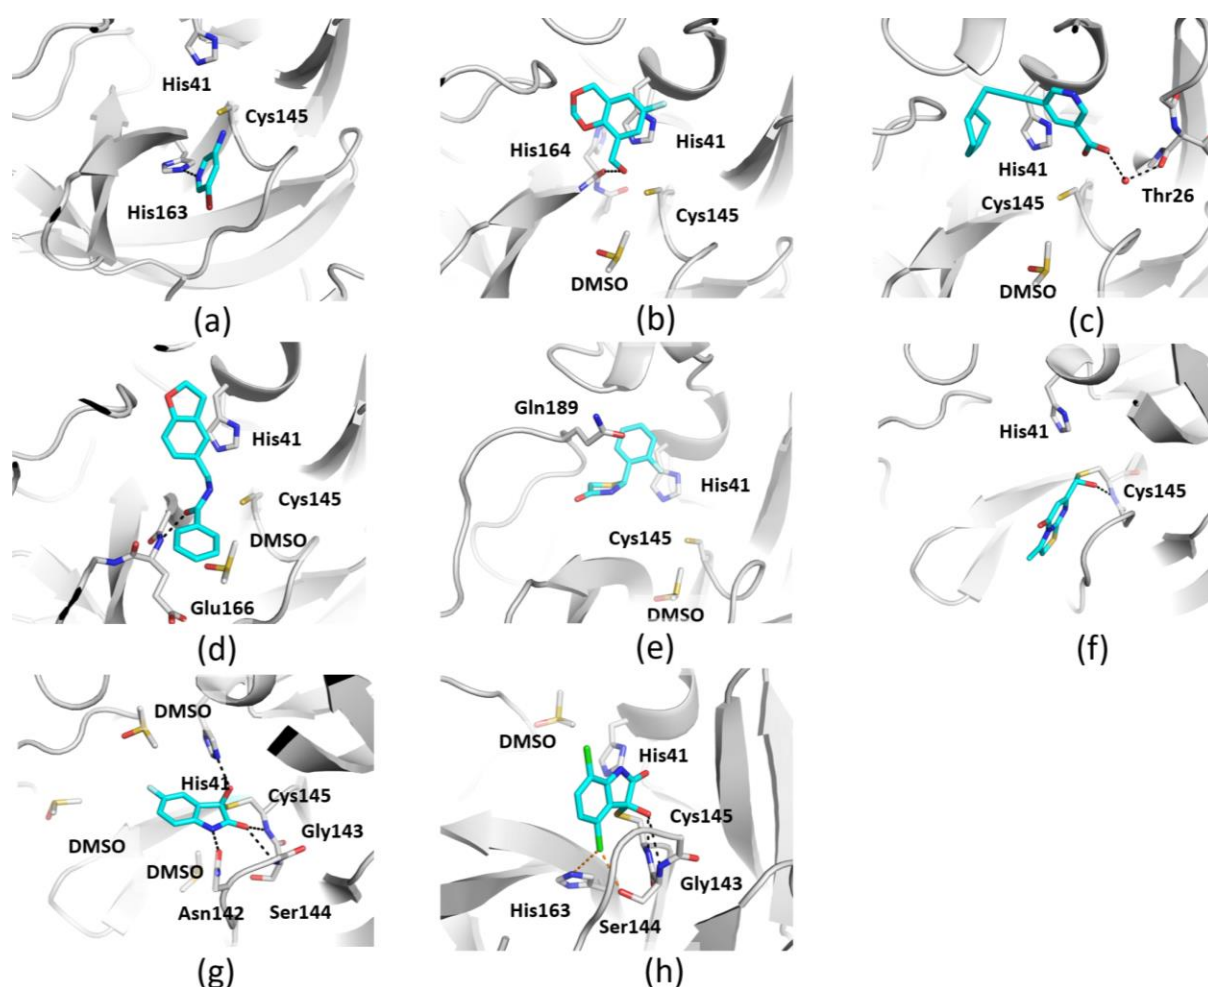 His41
Cys145
His163
(a)
His164
His41
Cys145
DMSO
(b)
His41
Cys145
Thr26
DMSO
(c)
His41
Cys145
DMSO
Glu166
(d)
Gln189
His41
Cys145
DMSO
(e)
His41
Cys145
(f)
DMSO
His41
Cys145
Gly143
DMSO
DMSO
Asn142
Ser144
(g)
DMSO
His41
Cys145
Gly143
His163
Ser144
(h)